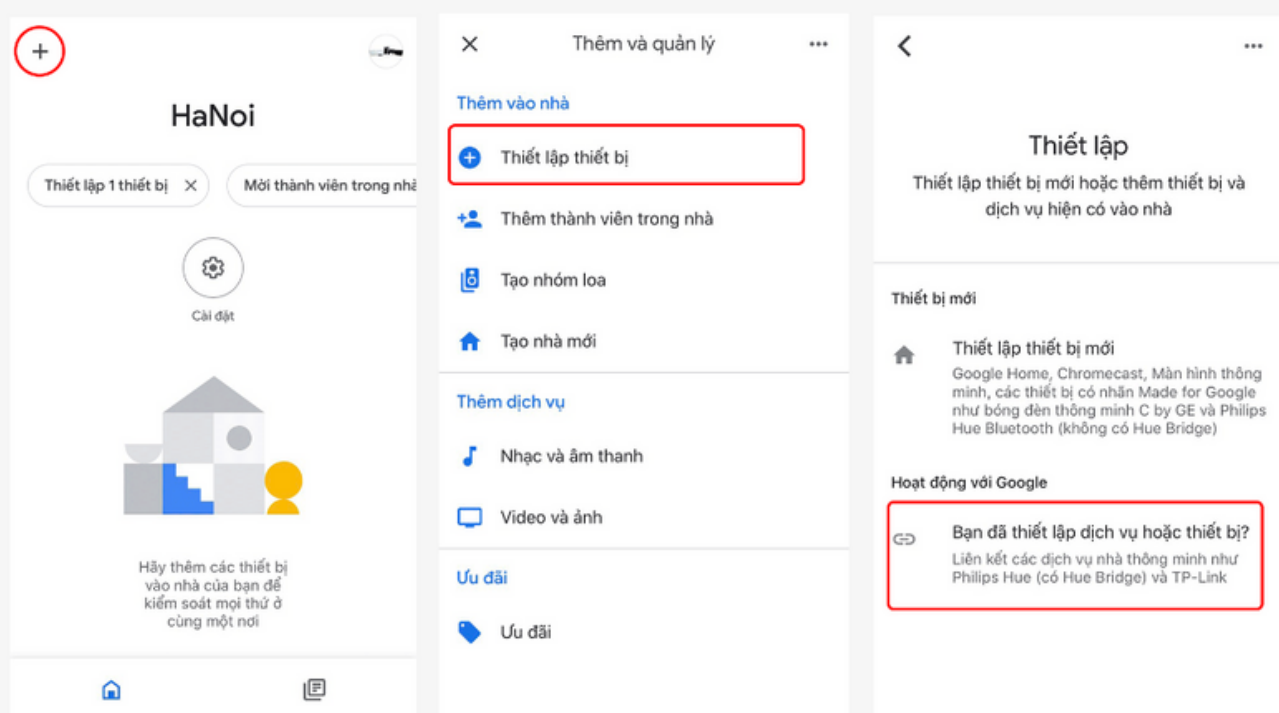 HaNoi
Thiết lập 1 thiết bị
Mời thành viên trong nhà
Cài đặt
Hãy thêm các thiết bị
vào nhà của bạn để
kiểm soát mọi thứ ở
cùng một nơi
Thêm và quản lý
Thêm vào nhà
Thiết lập thiết bị
Thêm thành viên trong nhà
Tạo nhóm loa
Tạo nhà mới
Thêm dịch vụ
Nhạc và âm thanh
Video và ảnh
Ưu đãi
Ưu đãi
Thiết lập
Thiết lập thiết bị mới hoặc thêm thiết bị và
dịch vụ hiện có vào nhà
Thiết bị mới
Thiết lập thiết bị mới
Google Home, Chromecast, Màn hình thông
minh, các thiết bị có nhãn Made for Google
như bóng đèn thông minh C by GE và Philips
Hue Bluetooth (không có Hue Bridge)
Hoạt động với Google
Bạn đã thiết lập dịch vụ hoặc thiết bị?
Liên kết các dịch vụ nhà thông minh như
Philips Hue (có Hue Bridge) và TP-Link